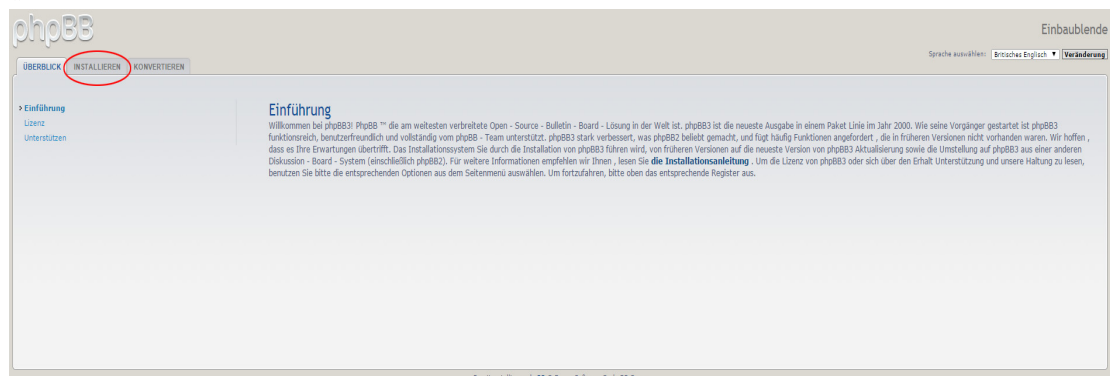 phpBB
Einbaublende
Sprache auswählen: Britisches Englisch Veränderung
ÜBERBLICK INSTALLIEREN KONVERTIEREN
Einführung
Lizenz
Unterstützen
Einführung
Willkommen bei phpBB3! PhpBB ™ die am weitesten verbreitete Open - Source - Bulletin - Board - Lösung in der Welt ist. phpBB3 ist die neueste Ausgabe in einem Paket Linie im Jahr 2000. Wie seine Vorgänger gestartet ist phpBB3
funktionsreich, benutzerfreundlich und vollständig vom phpBB - Team unterstützt. phpBB3 stark verbessert, was phpBB2 beliebt gemacht, und fügt häufig Funktionen angefordert , die in früheren Versionen nicht vorhanden waren. Wir hoffen ,
dass es Ihre Erwartungen übertrifft. Das Installationssystem Sie durch die Installation von phpBB3 führen wird, von früheren Versionen auf die neueste Version von phpBB3 Aktualisierung sowie die Umstellung auf phpBB3 aus einer anderen
Diskussion - Board - System (einschließlich phpBB2). Für weitere Informationen empfehlen wir Ihnen , lesen Sie die Installationsanleitung . Um die Lizenz von phpBB3 oder sich über den Erhalt Unterstützung und unsere Haltung zu lesen,
benutzen Sie bitte die entsprechenden Optionen aus dem Seitenmenü auswählen. Um fortzufahren, bitte oben das entsprechende Register aus.